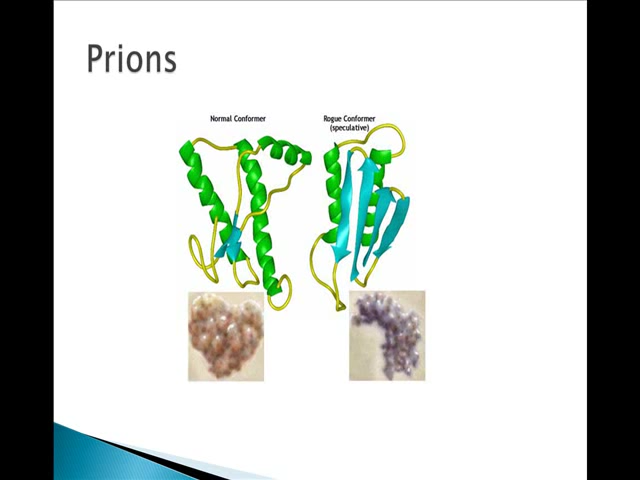 Prions
Normal Conformer
Rogue Conformer
(speculative)